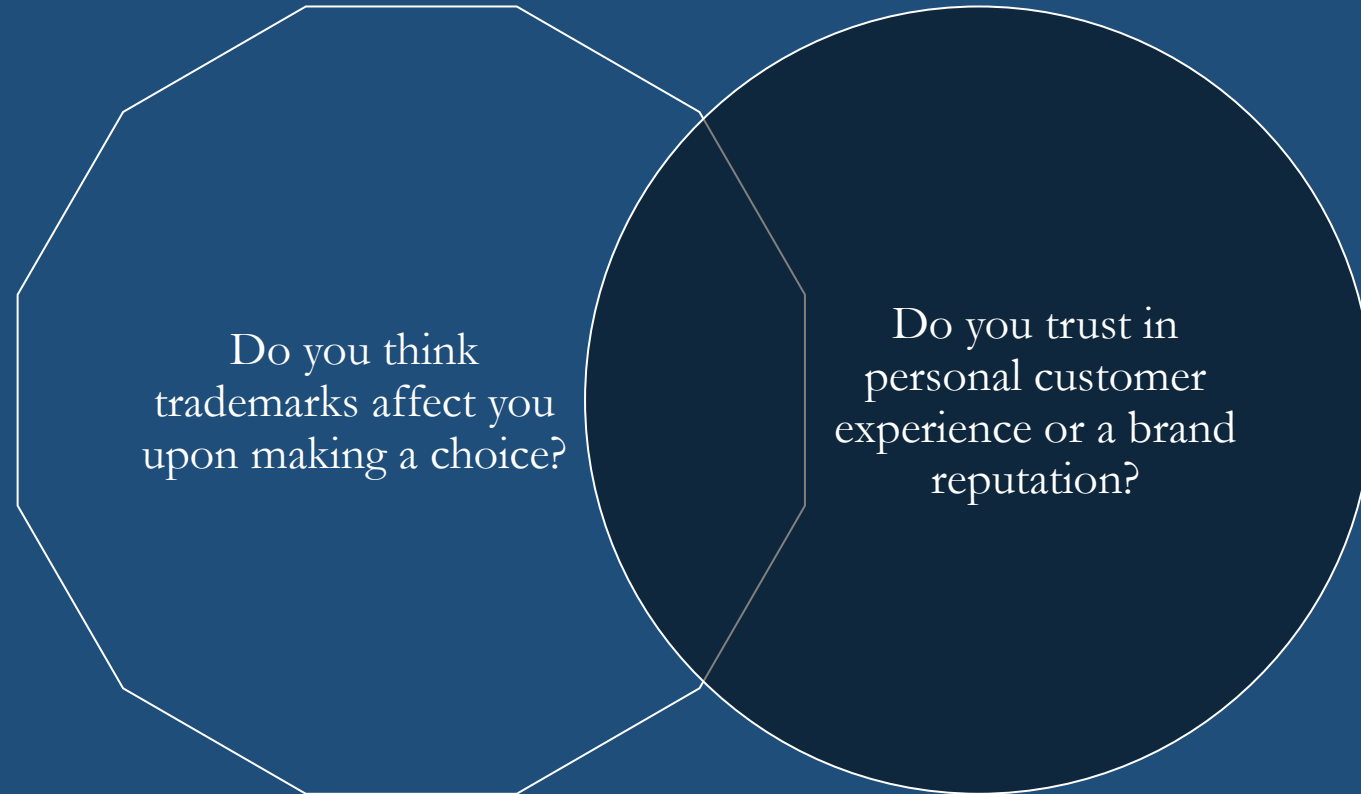 Do you think
trademarks affect you
upon making a choice?
Do you trust in
personal customer
experience or a brand
reputation?